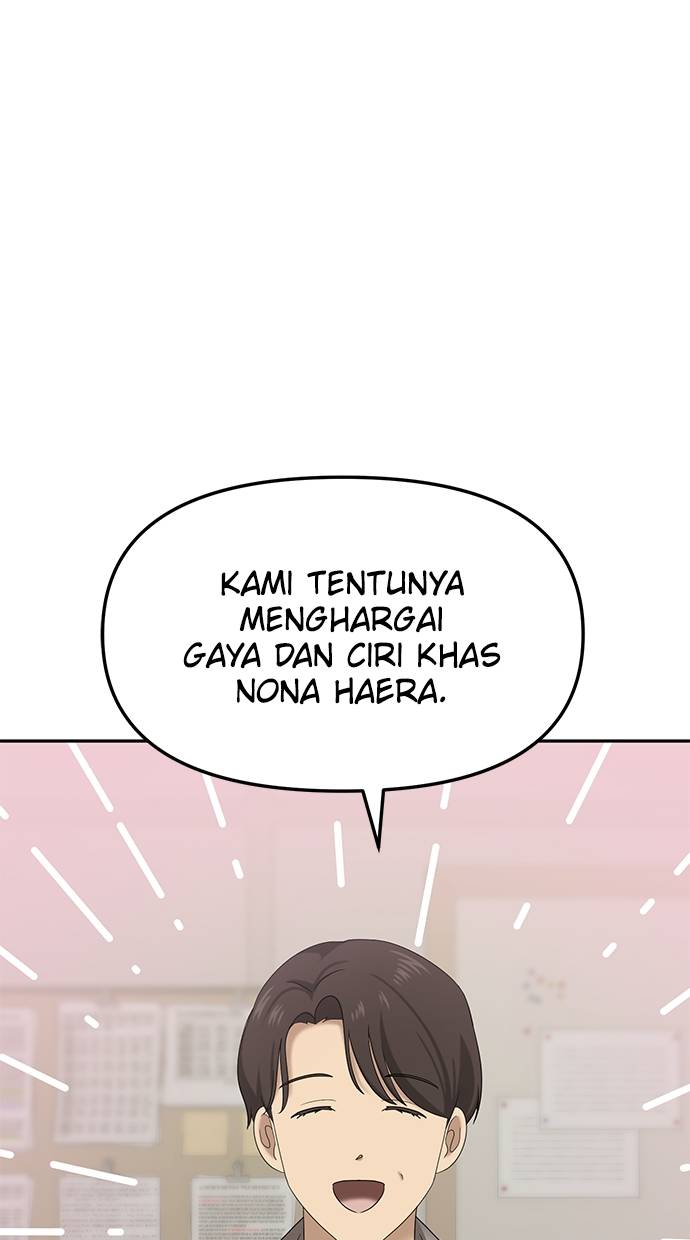 KAMI TENTUNYA
MENGHARGAI
GAYA DAN CIRI KHAS
NONA HAERA.